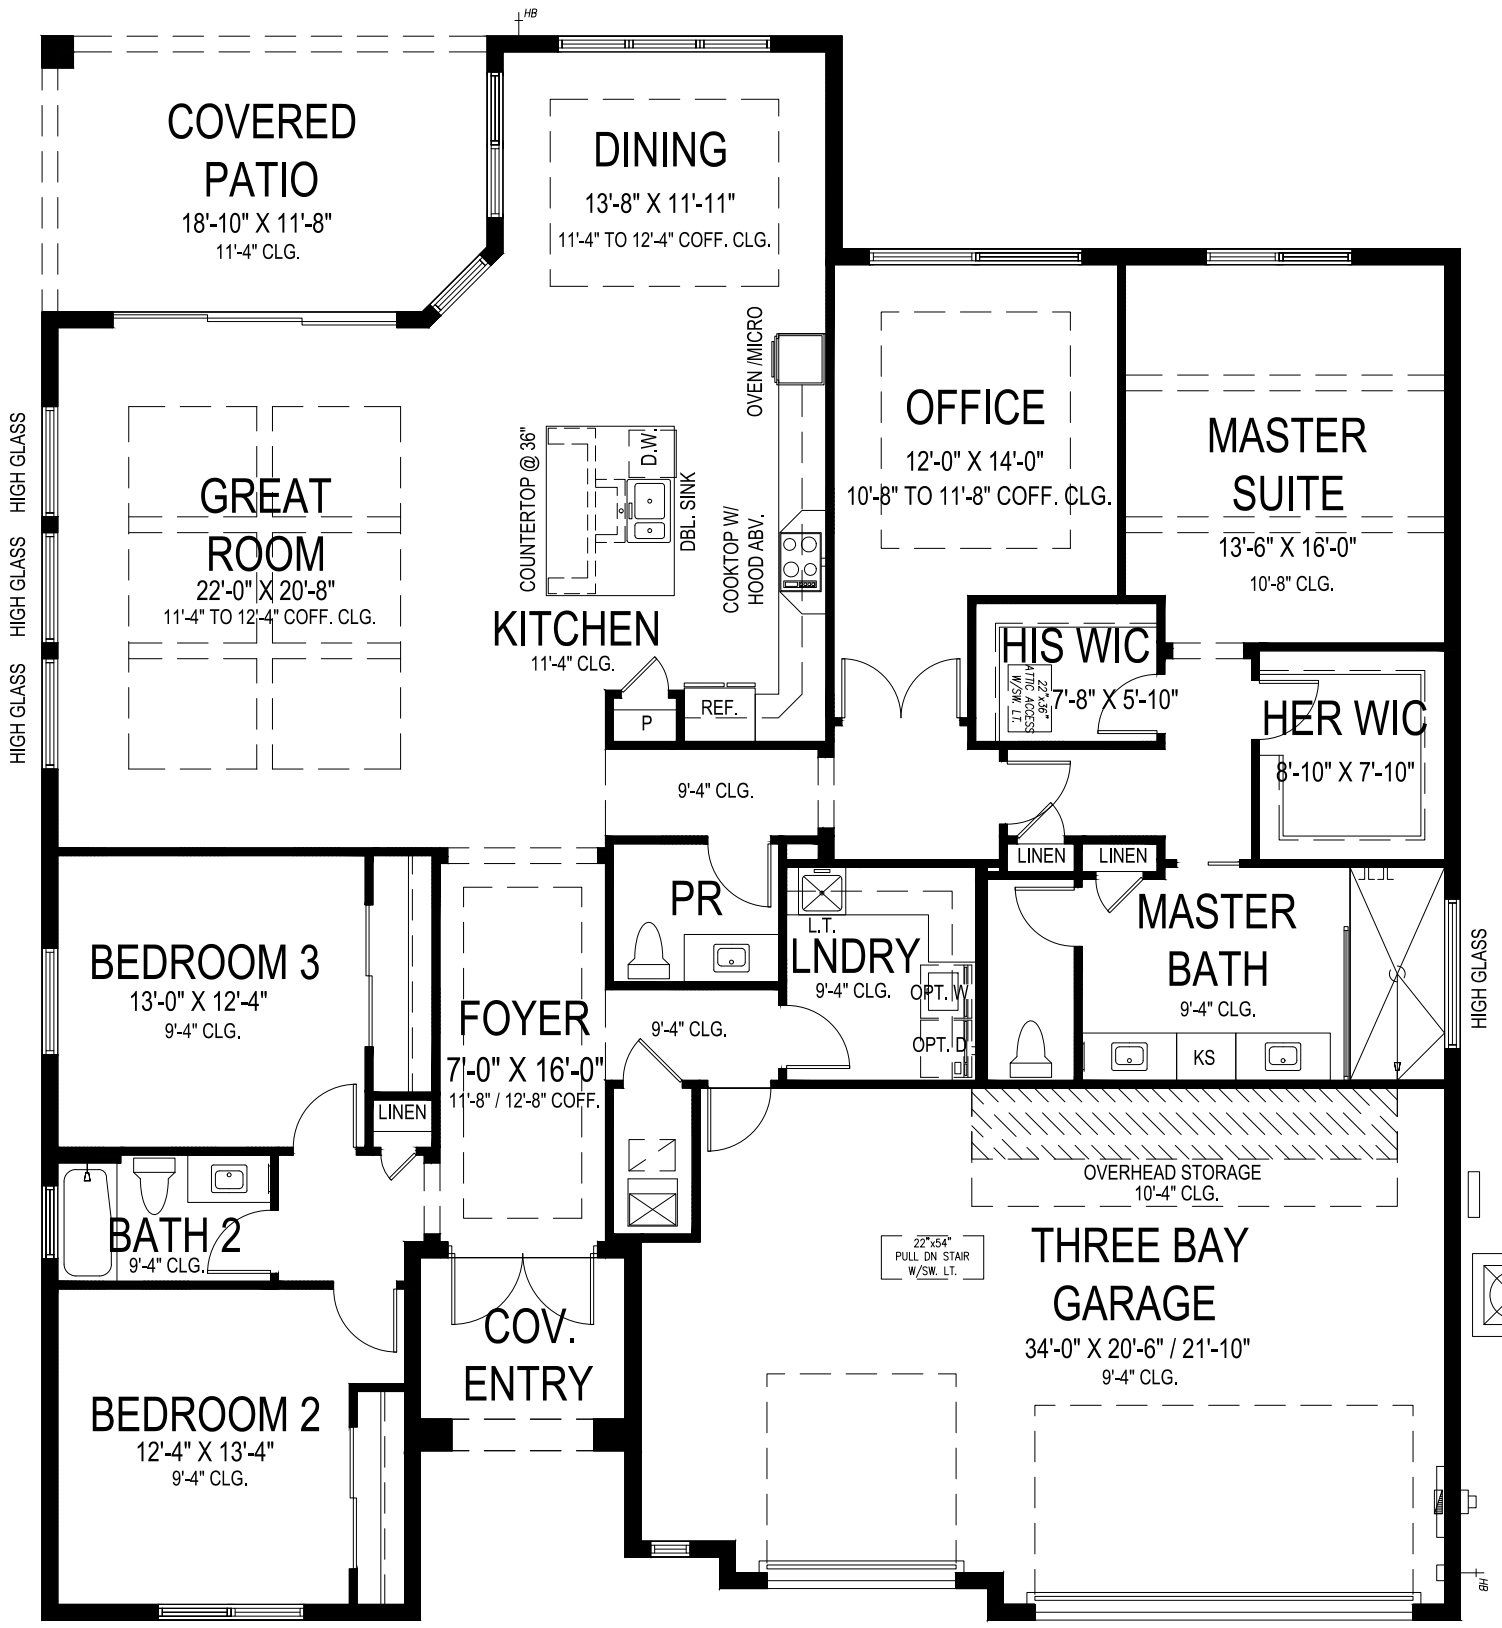 HB
COVERED
PATIO
18'-10" X 11'-8"
11'-4" CLG.
DINING
13'-8" X 11'-11"
11'-4" TO 12'-4" COFF. CLG.
OVEN /MICRO
OFFICE
12'-0" X 14'-0"
10'-8" TO 11'-8" COFF. CLG.
MASTER
SUITE
13'-6" X 16'-0"
10'-8" CLG.
HIGH GLASS
HIGH GLASS
HIGH GLASS
GREAT
ROOM
22'-0" X 20'-8"
11'-4" TO 12'-4" COFF. CLG.
COUNTERTOP @ 36"
D.W.
DBL. SINK
COOKTOP W/
HOOD ABV.
KITCHEN
11'-4" CLG.
P
REF.
HIS WIC
7'-8" X 5'-10"
22"x36"
ATTIC ACCESS
W/SW. LT.
HER WIC
8'-10" X 7'-10"
9'-4" CLG.
LINEN
LINEN
PR
L.T.
LNDRY
9'-4" CLG.
OPT. W
OPT. D
MASTER
BATH
9'-4" CLG.
KS
HIGH GLASS
BEDROOM 3
13'-0" X 12'-4"
9'-4" CLG.
FOYER
7'-0" X 16'-0"
11'-8" / 12'-8" COFF.
9'-4" CLG.
LINEN
BATH 2
9'-4" CLG.
OVERHEAD STORAGE
10'-4" CLG.
22"x54"
PULL DN STAIR
W/SW. LT.
THREE BAY
GARAGE
34'-0" X 20'-6" / 21'-10"
9'-4" CLG.
COV.
ENTRY
BEDROOM 2
12'-4" X 13'-4"
9'-4" CLG.
HB